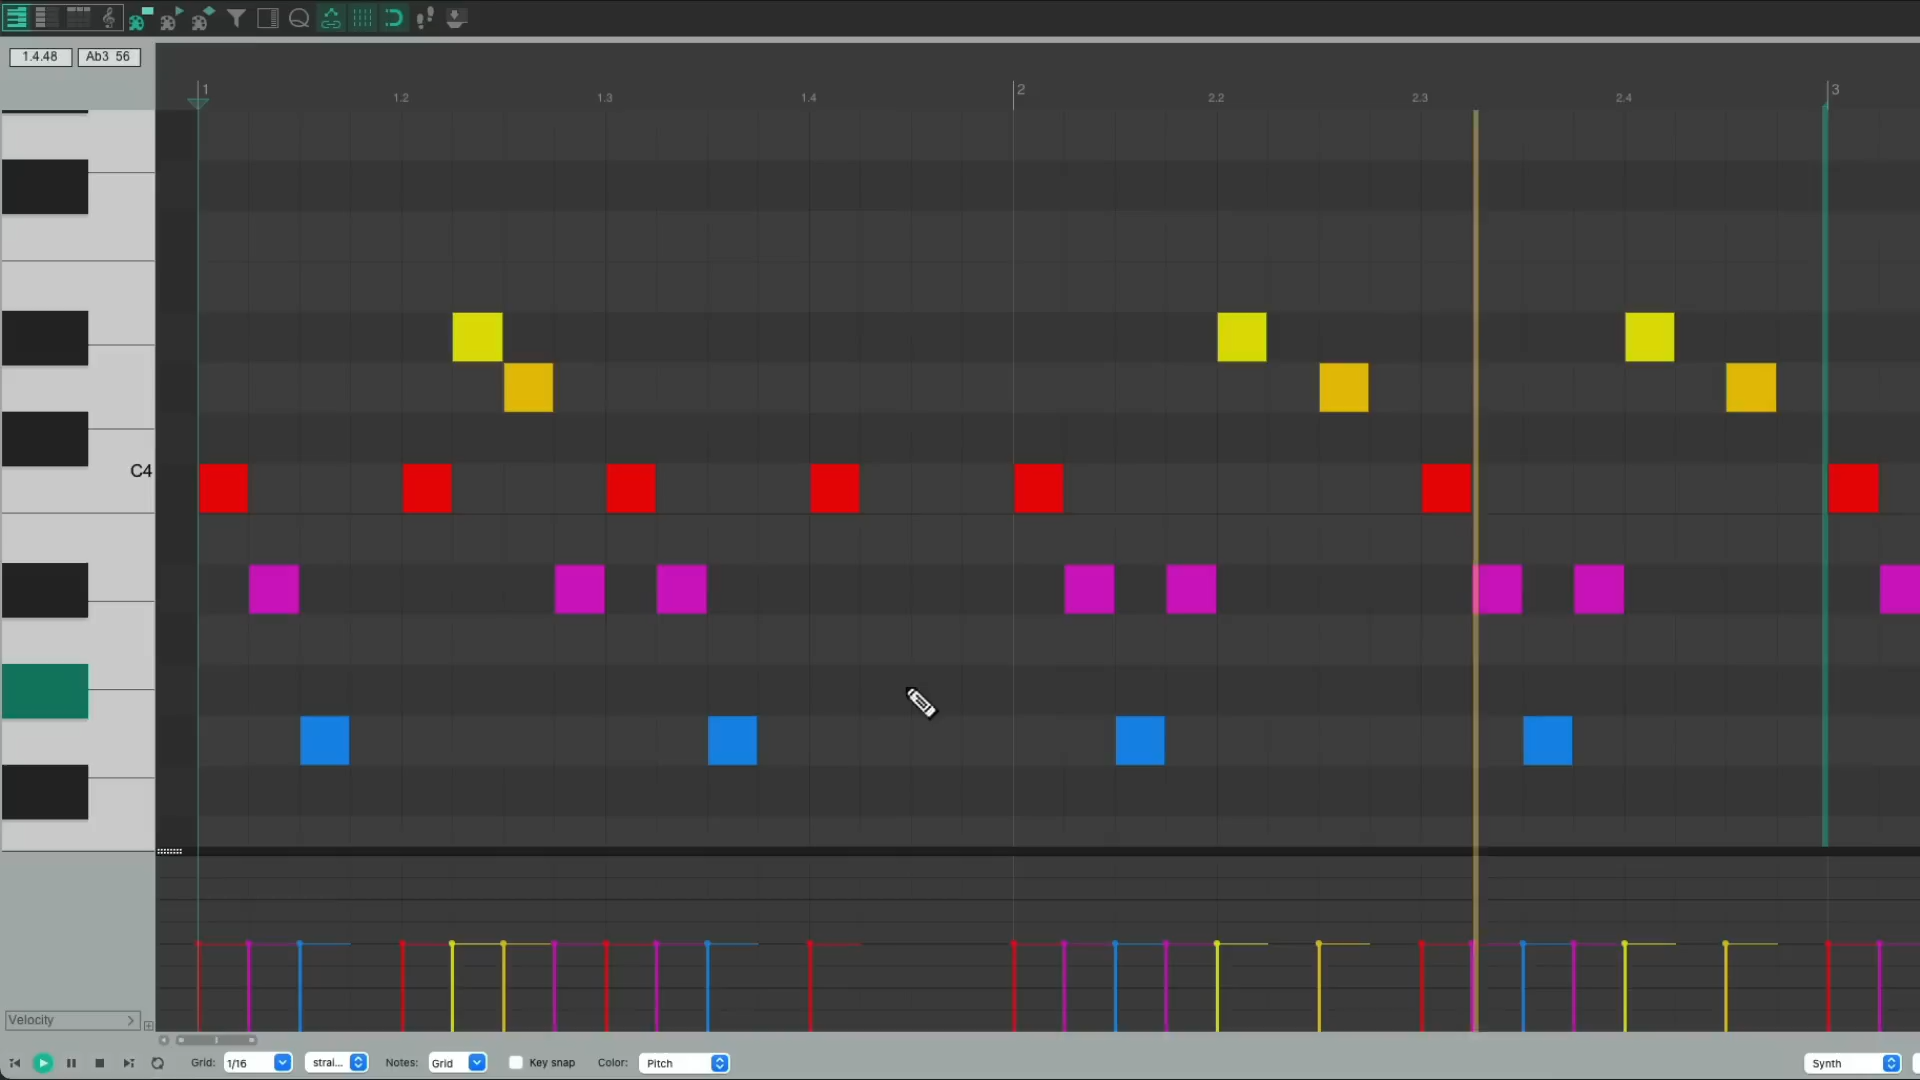 1.4.48 Ab3 56
1 1.2 1.3 1.4 2 2.2 2.3 2.4 3
C4
Velocity
Grid: 1/16 strai... Notes: Grid Key snap Color: Pitch Synth